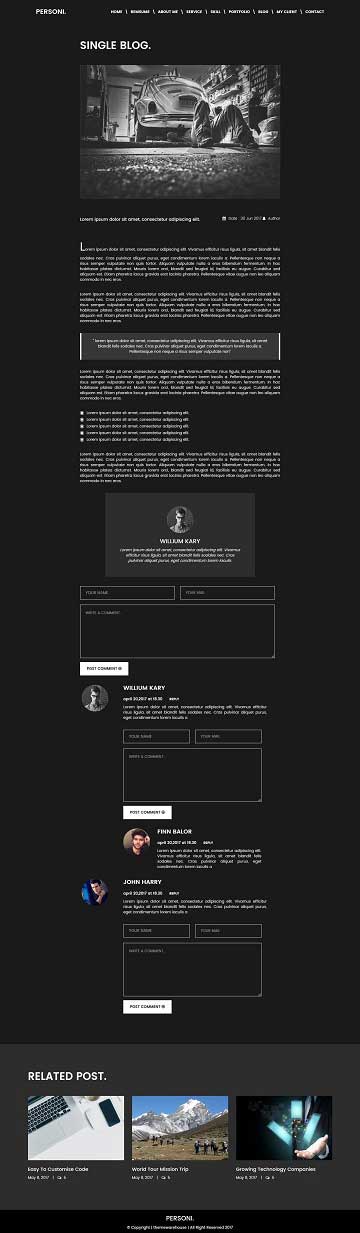 PERSONI.
HOME \ REMSUME \ ABOUT ME \ SERVICE \ SKILL \ PORTFOLIO \ BLOG \ MY CLIENT \ CONTACT
SINGLE BLOG.
Lorem ipsum dolor sit amet, consectetur adipiscing elit.
Date : 30 Jun 2017 Author
Lorem ipsum dolor sit amet, consectetur adipiscing elit. Vivamus efficitur risus ligula, sit amet blandit felis
sodales nec. Cras pulvinar aliquet purus, eget condimentum lorem iaculis a. Pellentesque non neque a
risus semper vulputate non quis tortor. Aliquam vulputate nulla a eros bibendum fermentum. In hac
habitasse platea dictumst. Mauris lorem orci, blandit sed feugiat id, facilisis eu augue. Curabitur sed
aliquam est. Etiam pharetra lacus gravida erat lacinia pharetra. Cras aliquet neque augue non leo aliquam
commodo in nec eros.
Lorem ipsum dolor sit amet, consectetur adipiscing elit. Vivamus efficitur risus ligula, sit amet blandit felis
sodales nec. Cras pulvinar aliquet purus, eget condimentum lorem iaculis a. Pellentesque non neque a
risus semper vulputate non quis tortor. Aliquam vulputate nulla a eros bibendum fermentum. In hac
habitasse platea dictumst. Mauris lorem orci, blandit sed feugiat id, facilisis eu augue. Curabitur sed
aliquam est. Etiam pharetra lacus gravida erat lacinia pharetra. Cras aliquet neque augue non leo aliquam
commodo in nec eros.
" lorem ipsum dolor sit amet, consectetur adipiscing elit. Vivamus efficitur risus ligula, sit amet
blandit felis sodales nec. Cras pulvinar aliquet purus, eget condimentum lorem iaculis a.
Pellentesque non neque a risus semper vulputate non"
Lorem ipsum dolor sit amet, consectetur adipiscing elit. Vivamus efficitur risus ligula, sit amet blandit felis
sodales nec. Cras pulvinar aliquet purus, eget condimentum lorem iaculis a. Pellentesque non neque a
risus semper vulputate non quis tortor. Aliquam vulputate nulla a eros bibendum fermentum. In hac
habitasse platea dictumst. Mauris lorem orci, blandit sed feugiat id, facilisis eu augue. Curabitur sed
aliquam est. Etiam pharetra lacus gravida erat lacinia pharetra. Cras aliquet neque augue non leo aliquam
commodo in nec eros.
Lorem ipsum dolor sit amet, consectetur adipiscing elit.
Lorem ipsum dolor sit amet, consectetur adipiscing elit.
Lorem ipsum dolor sit amet, consectetur adipiscing elit.
Lorem ipsum dolor sit amet, consectetur adipiscing elit.
Lorem ipsum dolor sit amet, consectetur adipiscing elit.
Lorem ipsum dolor sit amet, consectetur adipiscing elit. Vivamus efficitur risus ligula, sit amet blandit felis
sodales nec. Cras pulvinar aliquet purus, eget condimentum lorem iaculis a. Pellentesque non neque a
risus semper vulputate non quis tortor. Aliquam vulputate nulla a eros bibendum fermentum. In hac
habitasse platea dictumst. Mauris lorem orci, blandit sed feugiat id, facilisis eu augue. Curabitur sed
aliquam est. Etiam pharetra lacus gravida erat lacinia pharetra. Cras aliquet neque augue non leo aliquam
commodo in nec eros.
WILLIUM KARY
Lorem ipsum dolor sit amet, consectetur adipiscing elit. Vivamus
efficitur risus ligula, sit amet blandit felis sodales nec. Cras
pulvinar aliquet purus, eget condimentum lorem iaculis.
YOUR NAME
YOUR MAIL
WRITE A COMMENT...
POST COMMENT
WILLIUM KARY
april 20,2017 at 16.30 REPLY
Lorem ipsum dolor sit amet, consectetur adipiscing elit. Vivamus efficitur
risus ligula, sit amet blandit felis sodales nec. Cras pulvinar aliquet purus,
eget condimentum lorem iaculis a
YOUR NAME
YOUR MAIL
WRITE A COMMENT...
POST COMMENT
FINN BALOR
april 20,2017 at 16.30 REPLY
Lorem ipsum dolor sit amet, consectetur adipiscing elit.
Vivamus efficitur risus ligula, sit amet blandit felis
sodales nec. Cras pulvinar aliquet purus, eget
condimentum lorem iaculis a
JOHN HARRY
april 20,2017 at 16.30 REPLY
Lorem ipsum dolor sit amet, consectetur adipiscing elit. Vivamus efficitur
risus ligula, sit amet blandit felis sodales nec. Cras pulvinar aliquet purus,
eget condimentum lorem iaculis a
YOUR NAME
YOUR MAIL
WRITE A COMMENT...
POST COMMENT
RELATED POST.
Easy To Customise Code
May 8, 2017 | 5
World Tour Mission Trip
May 8, 2017 | 5
Growing Technology Companies
May 8, 2017 | 5
PERSONI.
© Copyright | themewarehouse | All Right Reserved 2017